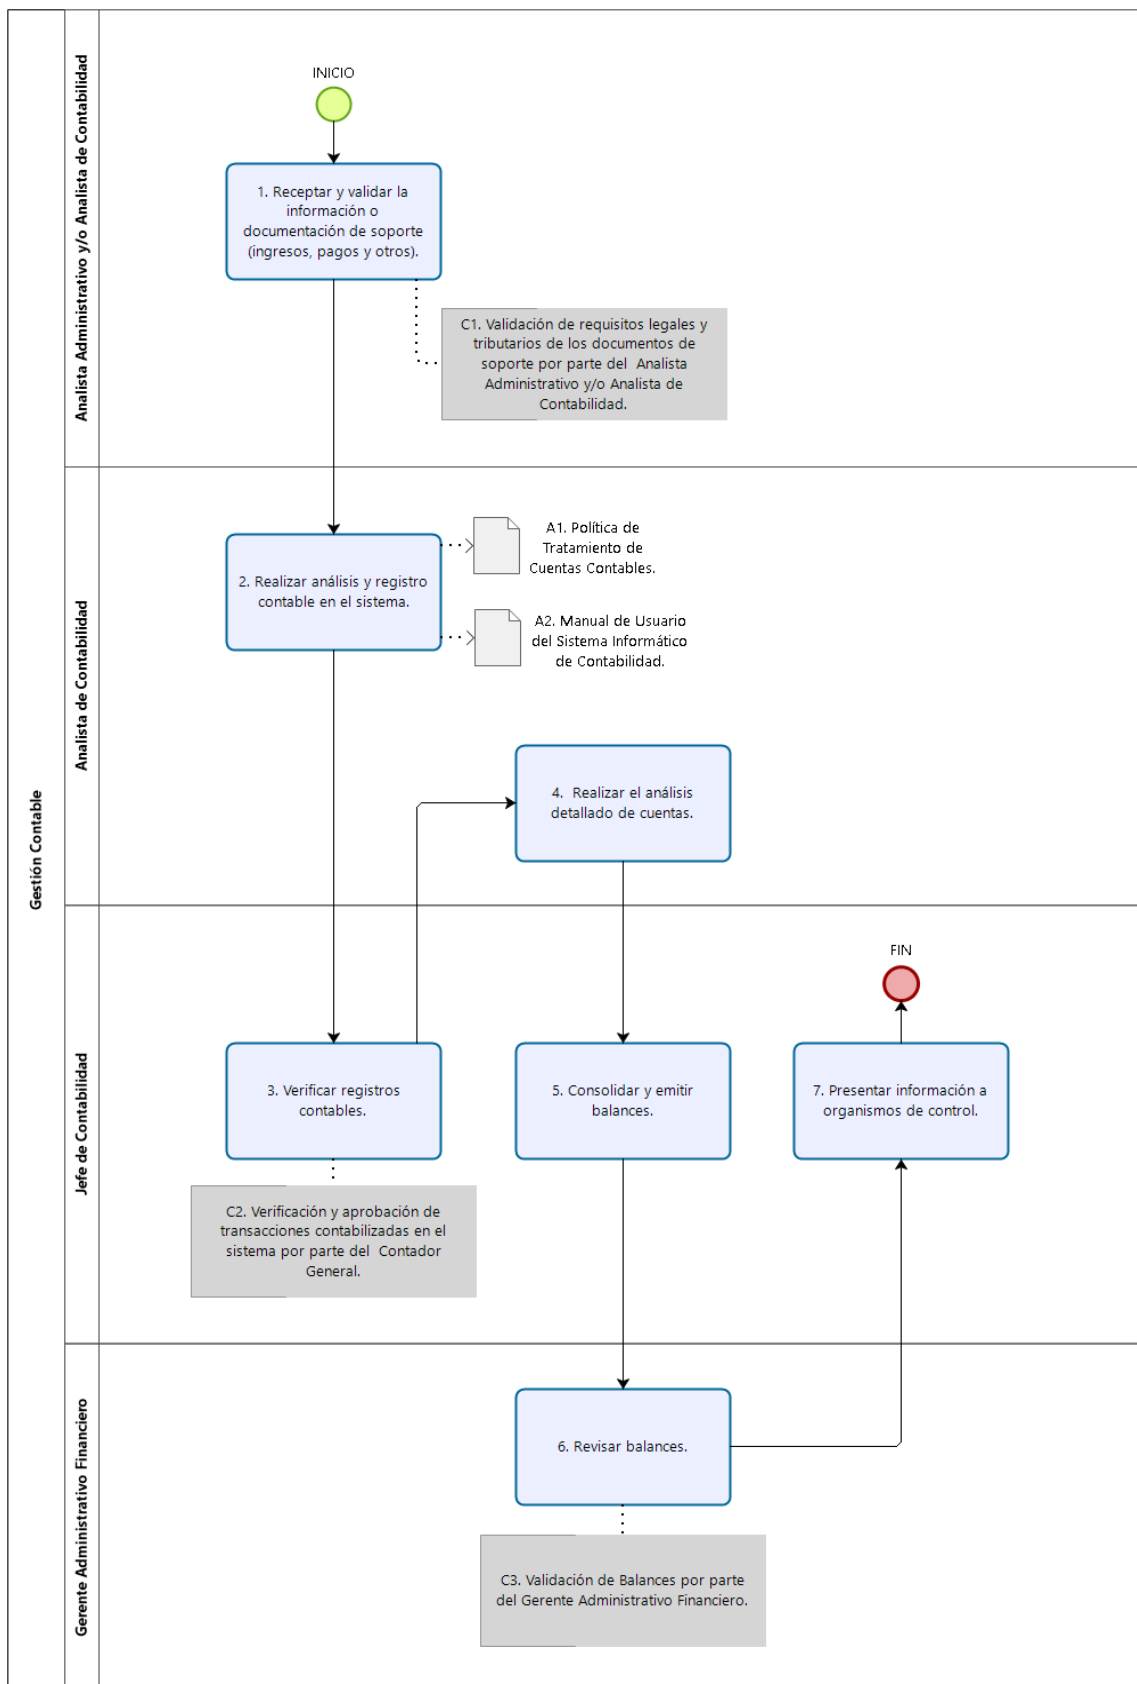 Gestión Contable
Analista Administrativo y/o Analista de Contabilidad
INICIO
1. Receptar y validar la
información o
documentación de soporte
(ingresos, pagos y otros).
C1. Validación de requisitos legales y
tributarios de los documentos de
soporte por parte del Analista
Administrativo y/o Analista de
Contabilidad.
Analista de Contabilidad
2. Realizar análisis y registro
contable en el sistema.
A1. Política de
Tratamiento de
Cuentas Contables.
A2. Manual de Usuario
del Sistema Informático
de Contabilidad.
4. Realizar el análisis
detallado de cuentas.
Jefe de Contabilidad
FIN
3. Verificar registros
contables.
5. Consolidar y emitir
balances.
7. Presentar información a
organismos de control.
C2. Verificación y aprobación de
transacciones contabilizadas en el
sistema por parte del Contador
General.
Gerente Administrativo Financiero
6. Revisar balances.
C3. Validación de Balances por parte
del Gerente Administrativo Financiero.